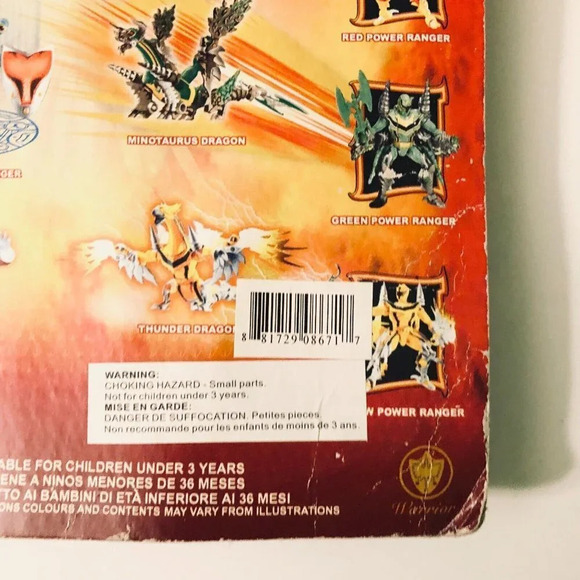 RED POWER RANGER
MINOTAURUS DRAGON
GER
GREEN POWER RANGER
THUNDER DRAGON
8 81729 08671 7
W POWER RANGER
WARNING:
CHOKING HAZARD - Small parts.
Not for children under 3 years.
MISE EN GARDE:
DANGER DE SUFFOCATION. Petites pieces.
Non recommande pour les enfants de moins de 3 ans.
ABLE FOR CHILDREN UNDER 3 YEARS
ENE A NINOS MENORES DE 36 MESES
TTO AI BAMBINI DI ETÀ INFERIORE AI 36 MESI
ONS COLOURS AND CONTENTS MAY VARY FROM ILLUSTRATIONS
Warrior